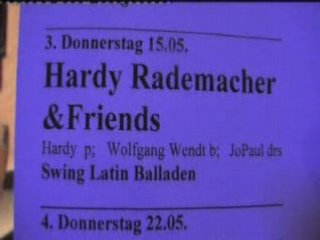 3. Donnerstag 15.05.
Hardy Rademacher
&Friends
Hardy p; Wolfgang Wendt b; JoPaul drs
Swing Latin Balladen
4. Donnerstag 22.05.